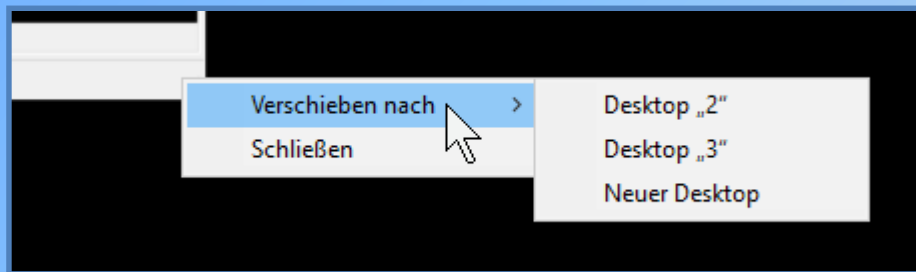 Verschieben nach
Schließen
Desktop „2“
Desktop „3“
Neuer Desktop